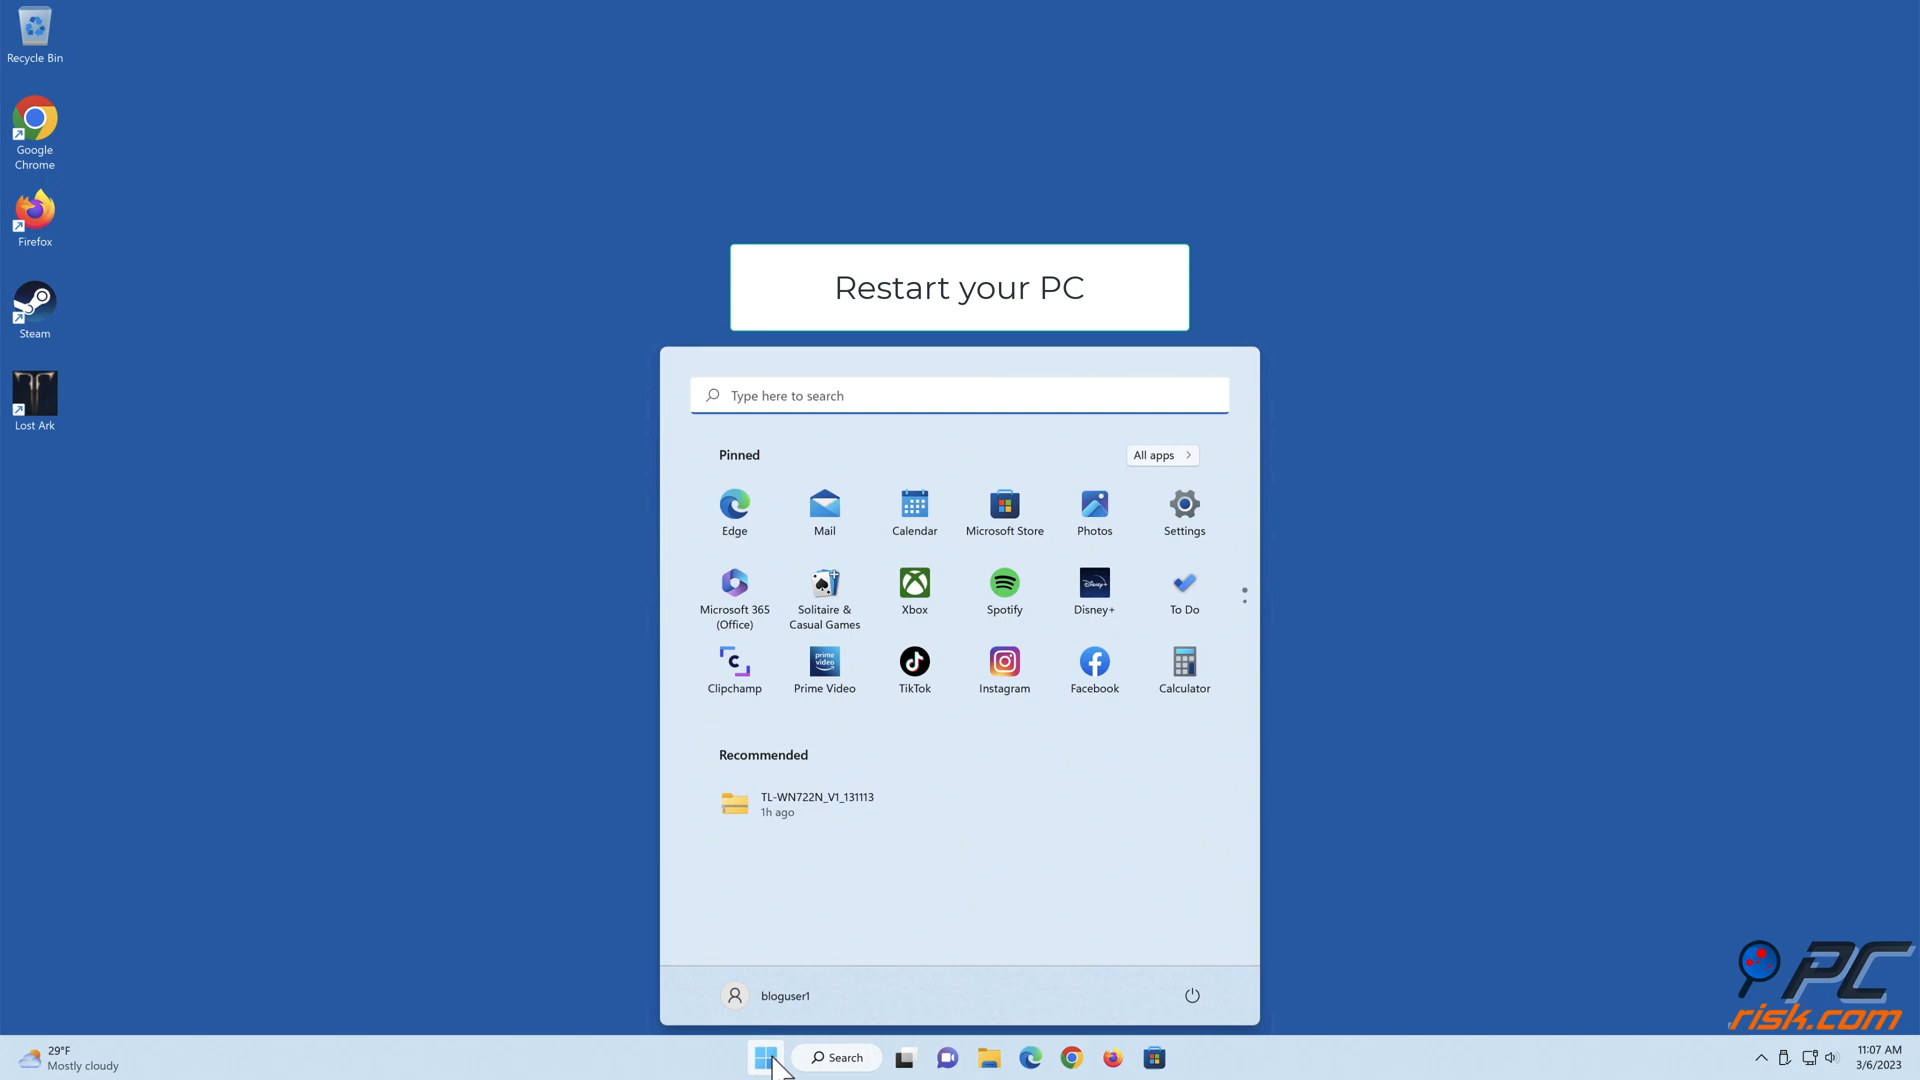 Recycle Bin
Google
Chrome
Firefox
Steam
Lost Ark
Restart your PC
Type here to search
Pinned
All apps
Edge
Mail
Calendar
Microsoft Store
Photos
Settings
Microsoft 365
(Office)
Solitaire &
Casual Games
Xbox
Spotify
Disney+
Disney+
To Do
Clipchamp
prime
video
Prime Video
TikTok
Instagram
Facebook
Calculator
Recommended
TL-WN722N_V1_131113
1h ago
bloguser1
PC
risk.com
29°F
Mostly cloudy
Search
11:07 AM
3/6/2023